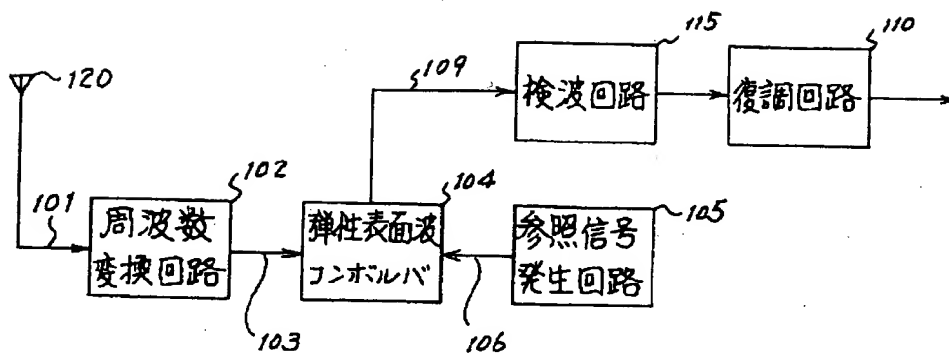 115
110
120
109
検波回路
復調回路
102
104
101
周波数
変換回路
弾性表面波
コンボルバ
105
参照信号
発生回路
103
106